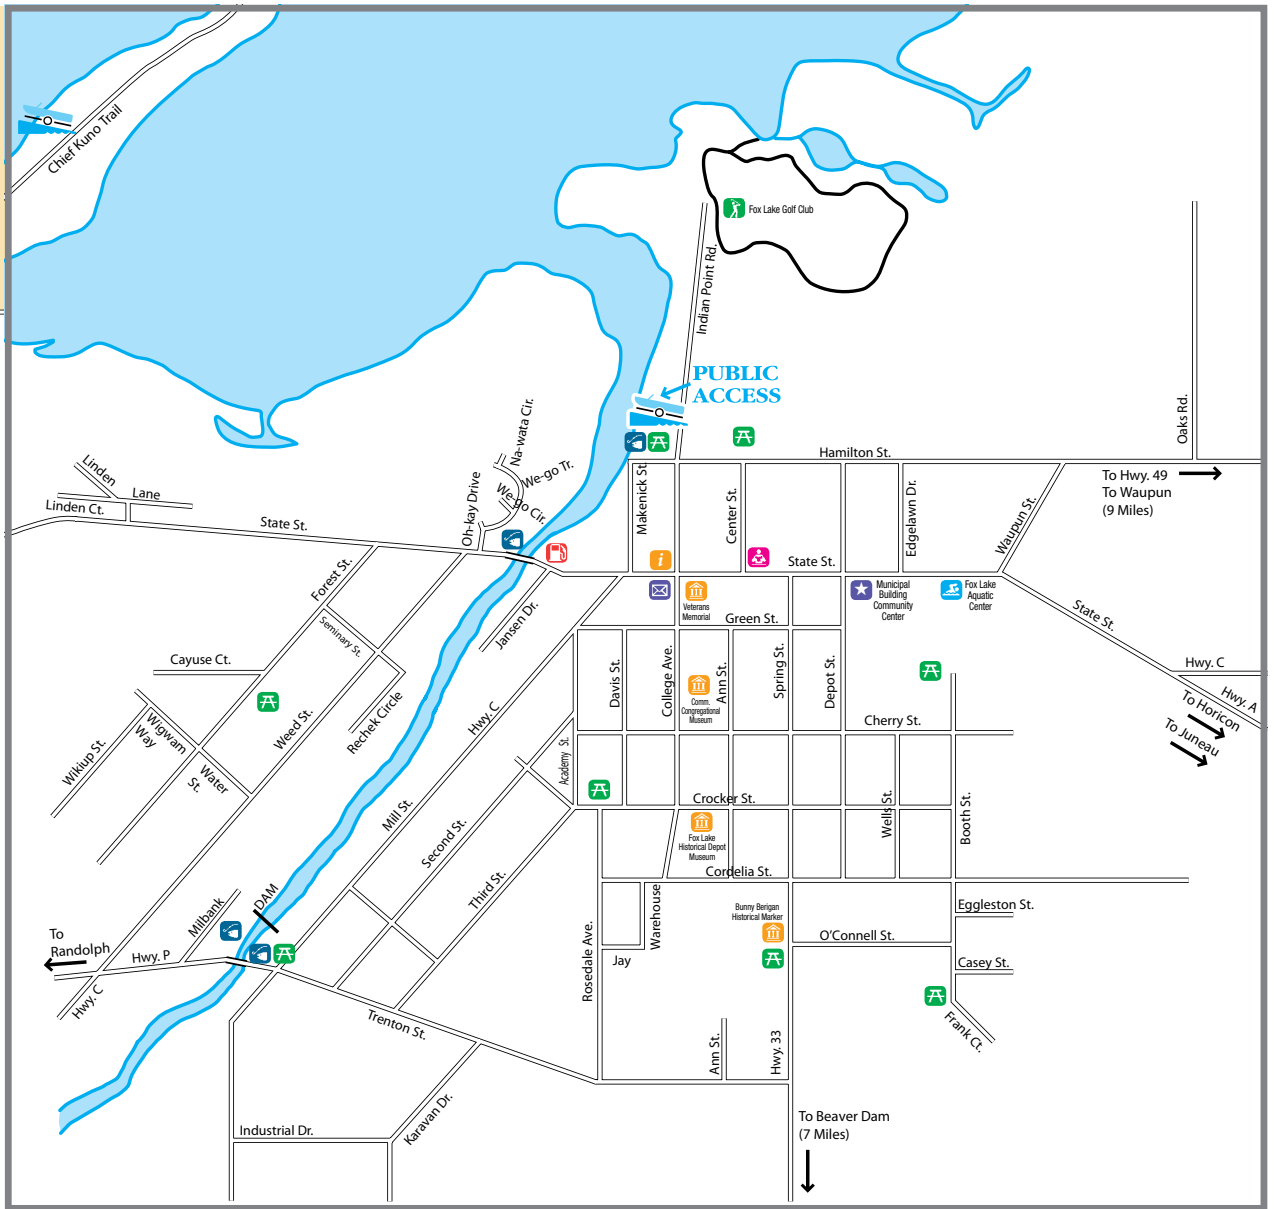 Chief Kuno Trail
Fox Lake Golf Club
Indian Point Rd.
PUBLIC
ACCESS
Oaks Rd.
Na-wata Cir.
We-go Tr.
We-go Cir.
Oh-kay Drive
Hamilton St.
To Hwy. 49
To Waupun
(9 Miles)
Linden
Lane
Linden Ct.
State St.
Makenick St.
Center St.
Edgelawn Dr.
Waupun St.
i
State St.
Forest St.
Seminary St.
Jansen Dr.
Veterans
Memorial
Green St.
Municipal
Building
Community
Center
Fox Lake
Aquatic
Center
State St.
Hwy. C
Hwy. A
To Horicon
To Juneau
Cayuse Ct.
Rechek Circle
Weed St.
Wigwam
Way
Wikiup St.
Water
St.
Hwy. C
Davis St.
College Ave.
Ann St.
Spring St.
Depot St.
Comm.
Congregational
Museum
Cherry St.
Academy St.
Mill St.
Second St.
Third St.
Crocker St.
Wells St.
Booth St.
Fox Lake
Historical Depot
Museum
Cordelia St.
DAM
Milbank
To
Randolph
Hwy. P
Hwy. C
Rosedale Ave.
Warehouse
Jay
Bunny Berigan
Historical Marker
O'Connell St.
Eggleston St.
Casey St.
Frank Ct.
Trenton St.
Ann St.
Hwy. 33
Industrial Dr.
Karavan Dr.
To Beaver Dam
(7 Miles)